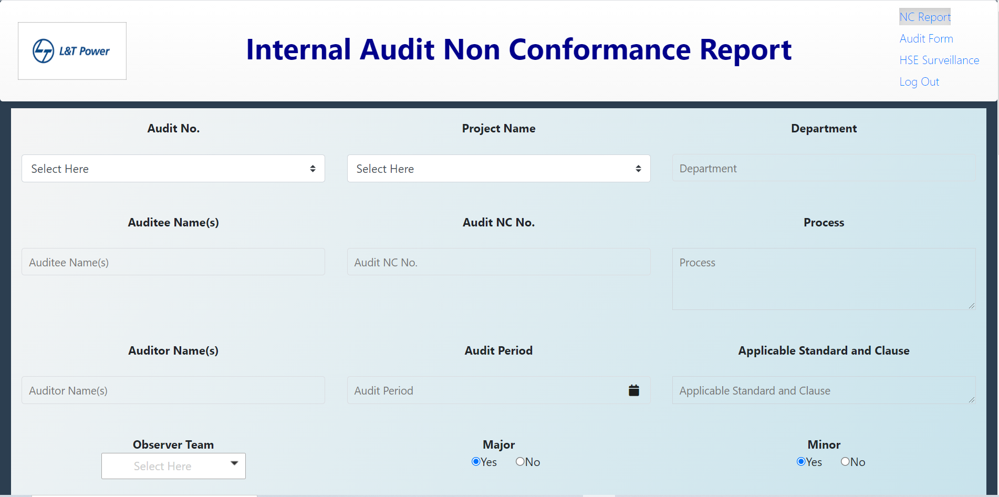 L&T Power
Internal Audit Non Conformance Report
NC Report
Audit Form
HSE Surveillance
Log Out
Audit No.
Project Name
Department
Select Here
Select Here
Department
Auditee Name(s)
Audit NC No.
Process
Auditee Name(s)
Audit NC No.
Process
Auditor Name(s)
Audit Period
Applicable Standard and Clause
Auditor Name(s)
Audit Period
Applicable Standard and Clause
Observer Team
Major
Minor
Select Here
Yes No
Yes No